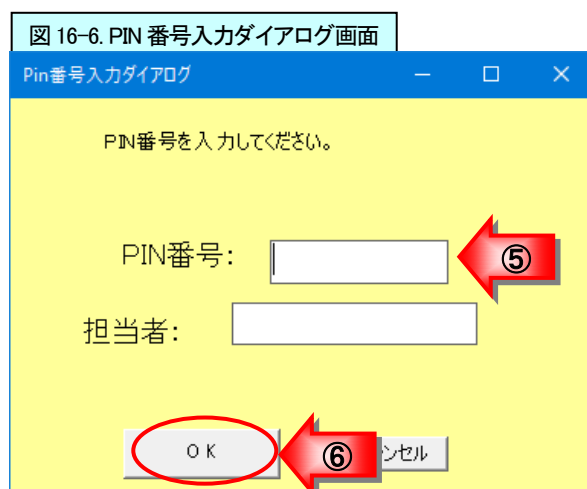 図 16-6. PIN 番号入力ダイアログ画面
Pin番号入力ダイアログ
PIN番号を入力してください。
PIN番号: ⑤
担当者:
OK ⑥ ンセル